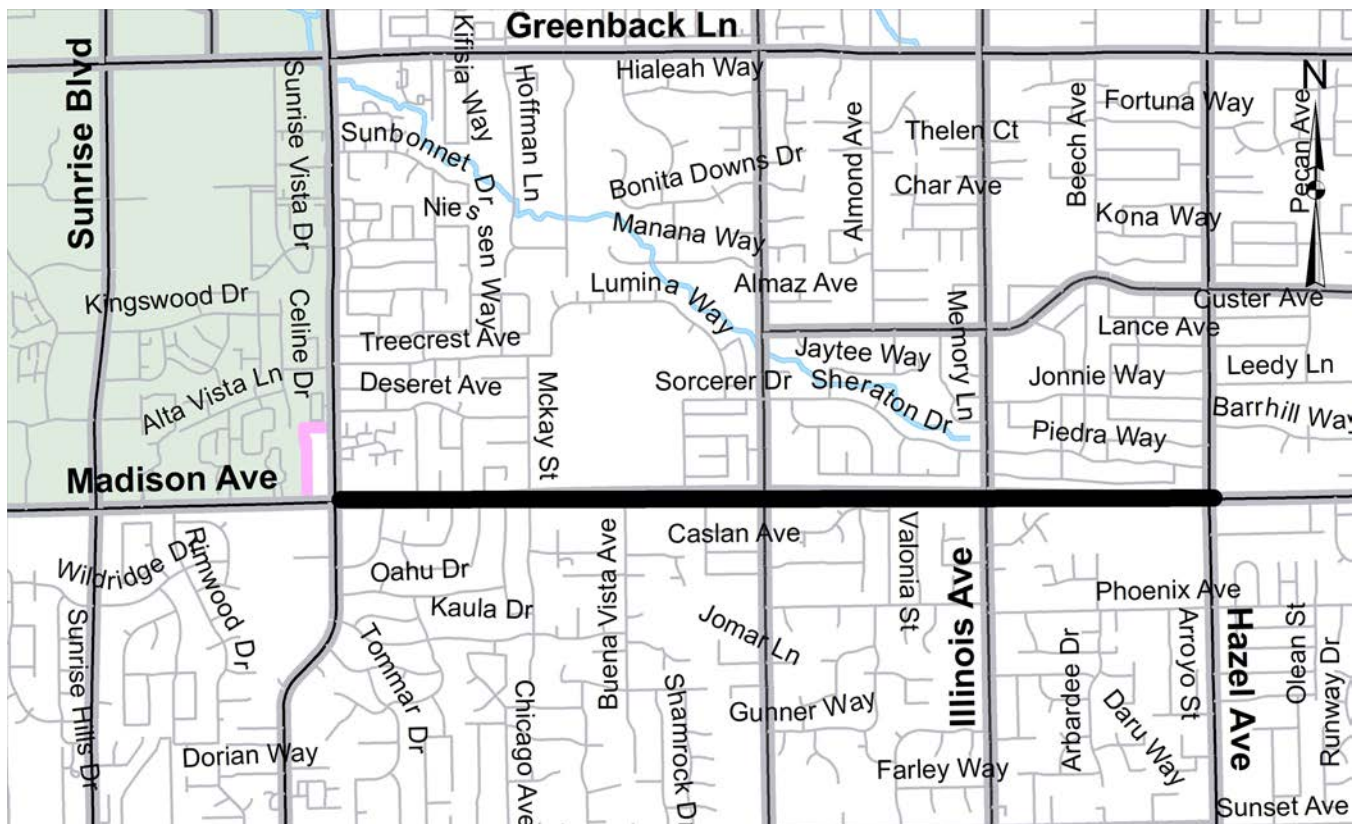 Greenback Ln
Sunrise Blvd
Kifisia Way
Hoffman Ln
Hialeah Way
N
Sunrise Vista Dr
Fortuna Way
Pecan Ave
Thelen Ct
Beech Ave
Almond Ave
Sunbonnet Dr
Bonita Downs Dr
Char Ave
Niessen Way
Manana Way
Kona Way
Kingswood Dr
Lumina Way
Almaz Ave
Memory Ln
Custer Ave
Celine Dr
Treecrest Ave
Lance Ave
Jaytee Way
Leedy Ln
Alta Vista Ln
Deseret Ave
Mckay St
Sorcerer Dr
Sheraton Dr
Jonnie Way
Barrhill Way
Piedra Way
Madison Ave
Caslan Ave
Valonia St
Illinois Ave
Buena Vista Ave
Wildridge Dr
Rimwood Dr
Oahu Dr
Phoenix Ave
Kaula Dr
Jomar Ln
Arroyo St
Hazel Ave
Olean St
Runway Dr
Sunrise Hills Dr
Tommar Dr
Chicago Ave
Shamrock Dr
Gunner Way
Arbardee Dr
Daru Way
Dorian Way
Farley Way
Sunset Ave